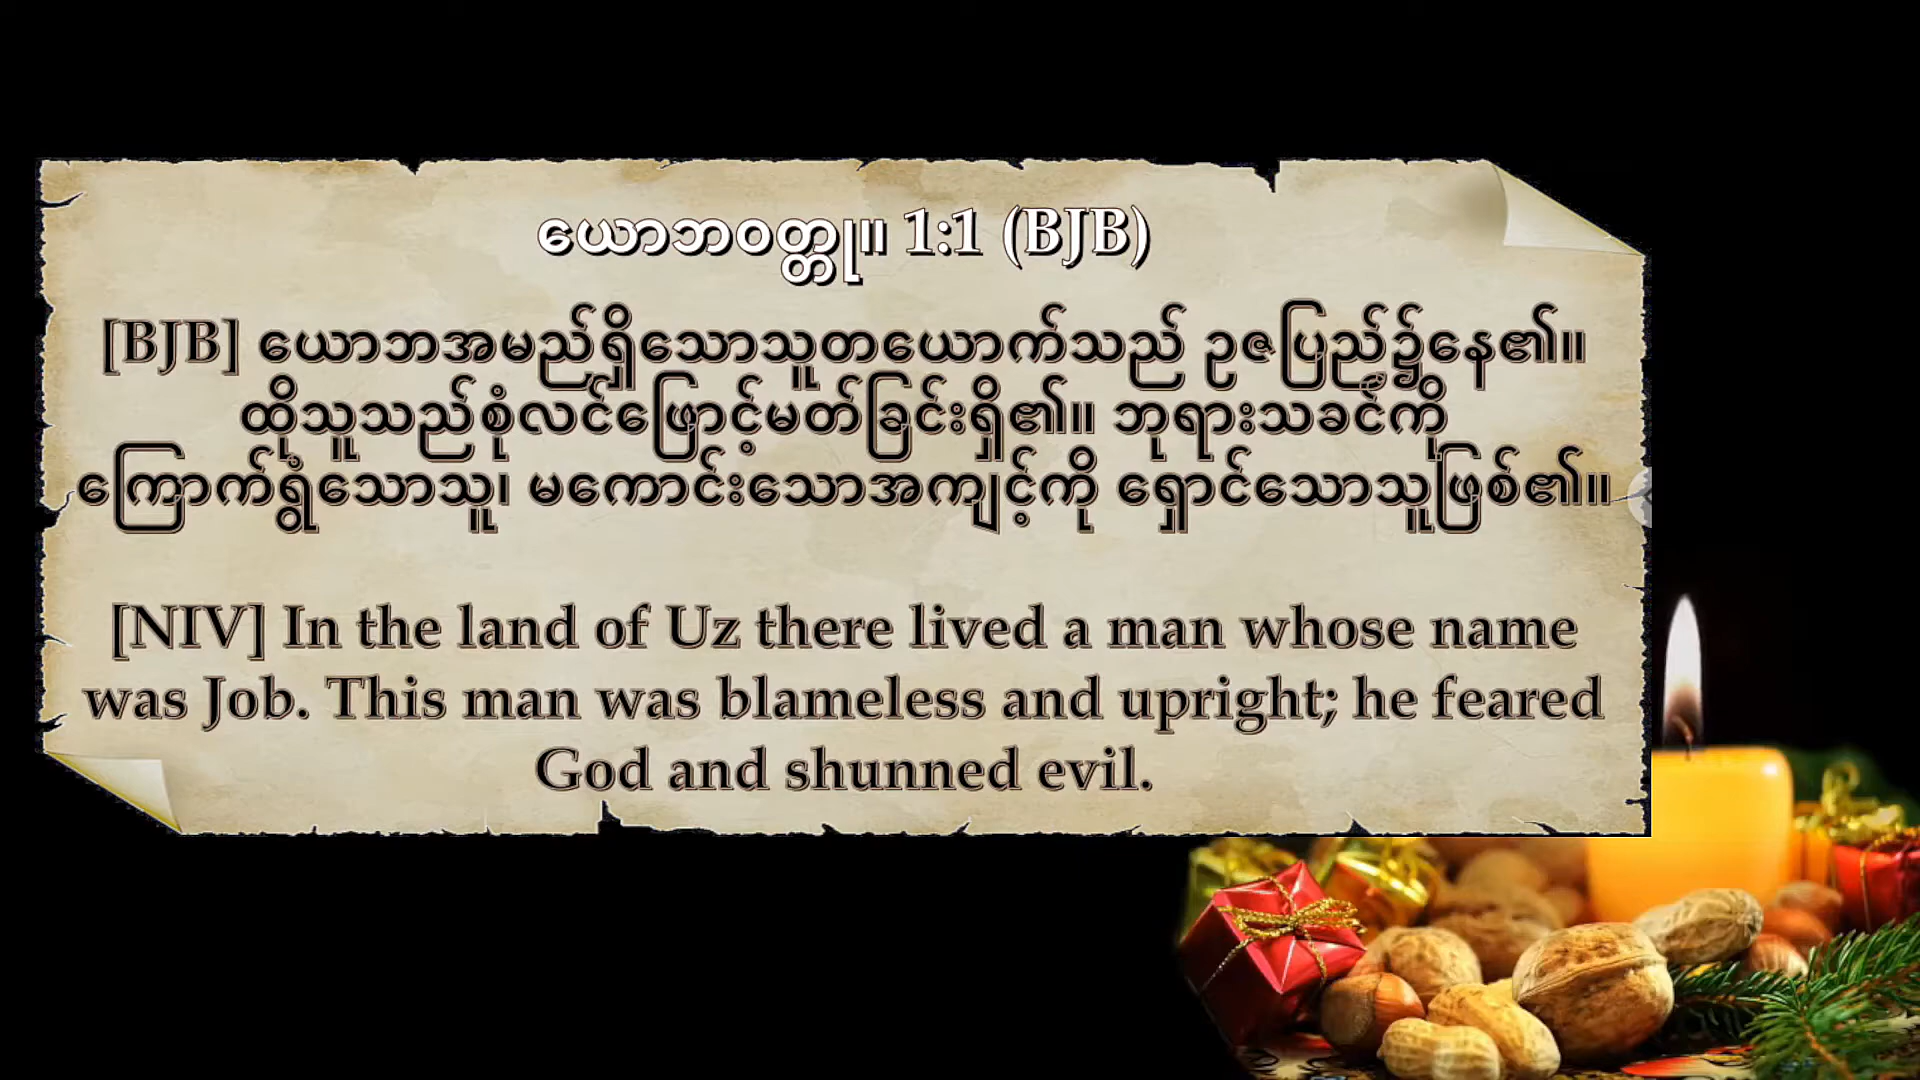 ယောဘဝတ္ထု။ 1:1 (BJB)
[BJB] ယောဘအမည်ရှိသောသူတယောက်သည် ဥဇပြည်၌နေ၏။
ထိုသူသည်စုံလင်ဖြောင့်မတ်ခြင်းရှိ၏။ ဘုရားသခင်ကို
ကြောက်ရွံသောသူ၊ မကောင်းသောအကျင့်ကို ရှောင်သောသူဖြစ်၏။
[NIV] In the land of Uz there lived a man whose name
was Job. This man was blameless and upright; he feared
God and shunned evil.